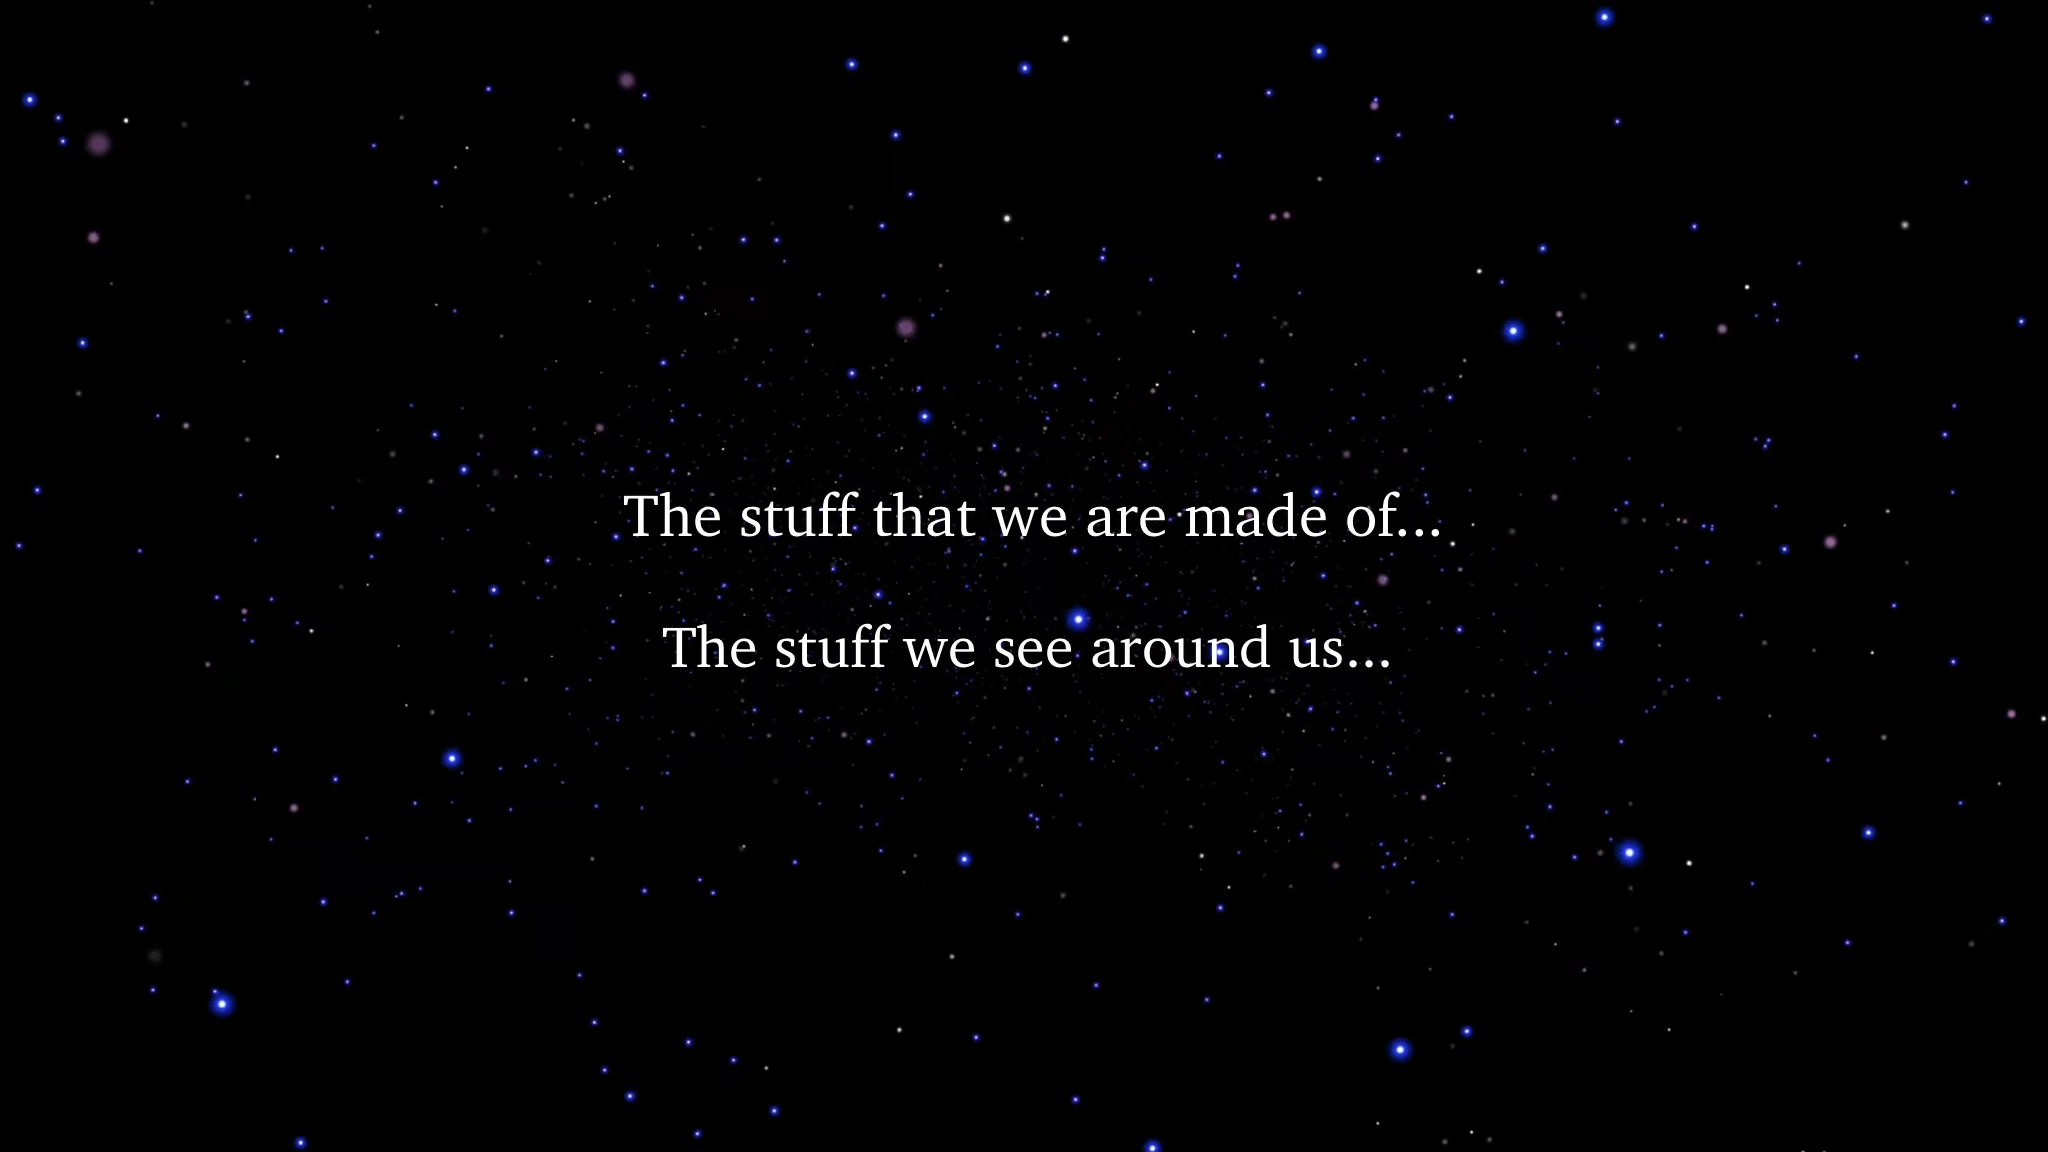 The stuff that we are made of...
The stuff we see around us...